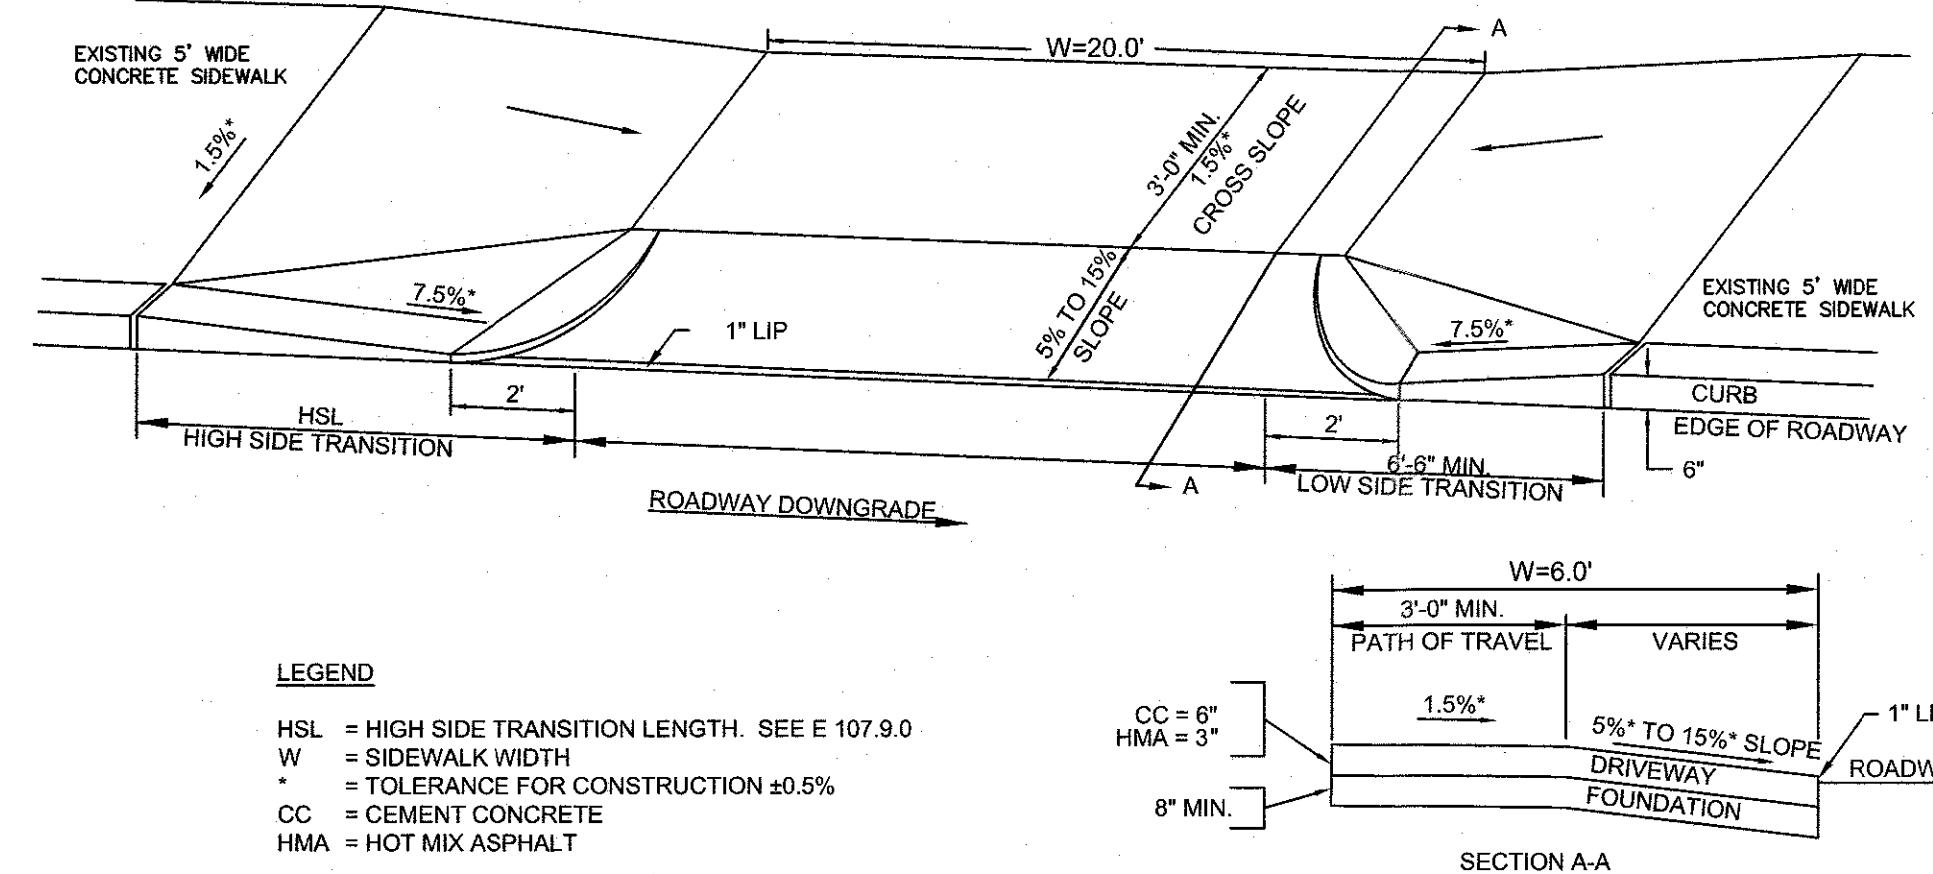 EXISTING 5' WIDE
CONCRETE SIDEWALK
W=20.0'
A
1.5%*
3'-0" MIN.
1.5%*
CROSS SLOPE
7.5%*
1" LIP
5% TO 15%
SLOPE
7.5%*
EXISTING 5' WIDE
CONCRETE SIDEWALK
CURB
EDGE OF ROADWAY
2'
2'
HSL
HIGH SIDE TRANSITION
6'-6" MIN.
LOW SIDE TRANSITION
6"
A
ROADWAY DOWNGRADE
W=6.0'
3'-0" MIN.
PATH OF TRAVEL
VARIES
LEGEND
HSL = HIGH SIDE TRANSITION LENGTH. SEE E 107.9.0
W = SIDEWALK WIDTH
* = TOLERANCE FOR CONSTRUCTION ±0.5%
CC = CEMENT CONCRETE
HMA = HOT MIX ASPHALT
CC = 6"
HMA = 3"
8" MIN.
1.5%*
5%* TO 15%* SLOPE
1" LI
ROADW
DRIVEWAY
FOUNDATION
SECTION A-A